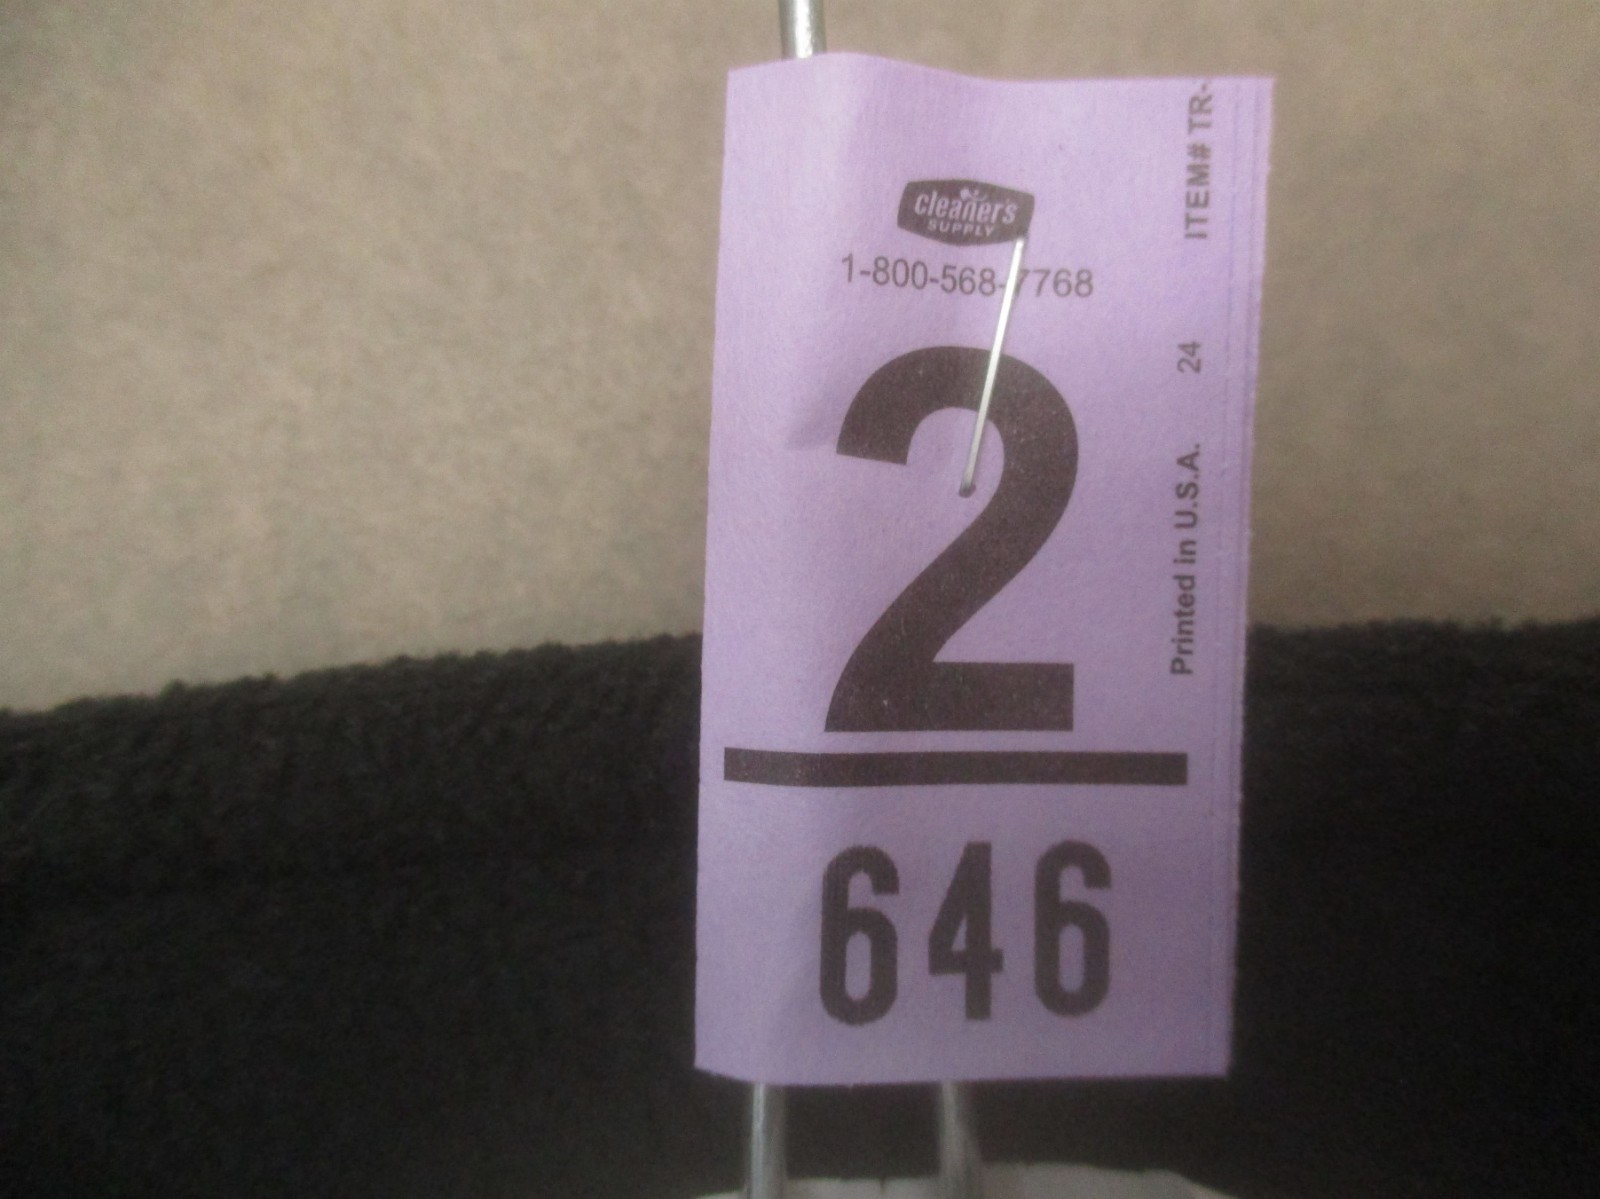 cleaner's
SUPPLY
1-800-568-7768
2
646
Printed in U.S.A. 24 ITEM# TR-